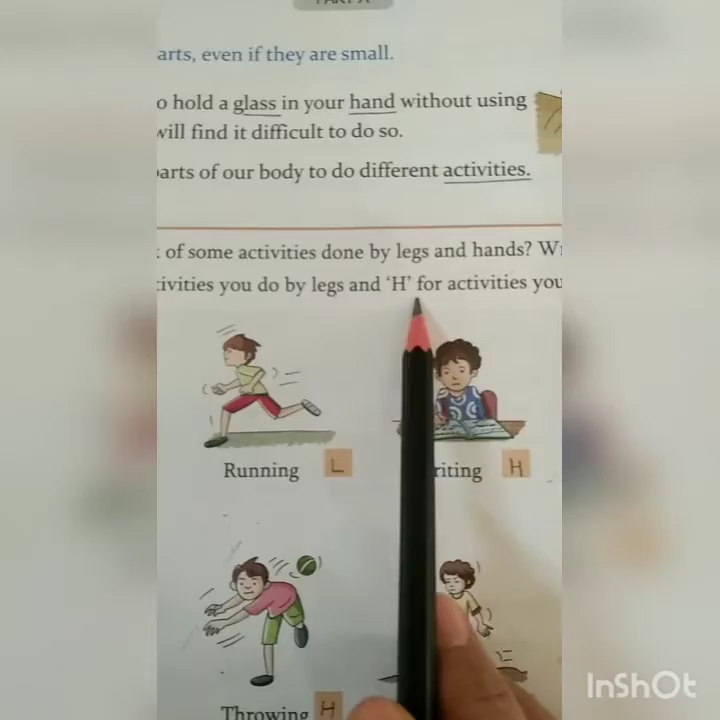 arts, even if they are small.
o hold a glass in your hand without using
will find it difficult to do so.
arts of our body to do different activities.
of some activities done by legs and hands?
ivities you do by legs and ‘H’ for activities you
Running L
riting H
Throwing H
InShOt